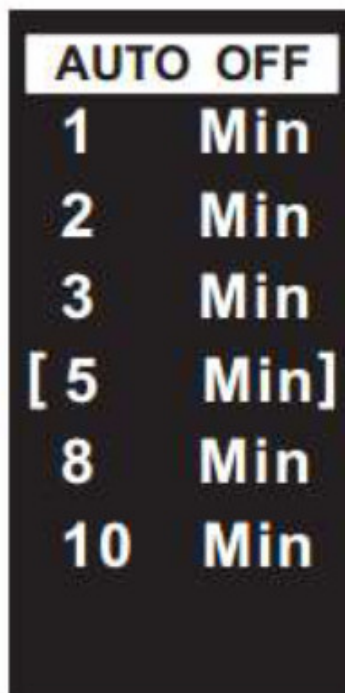 AUTO OFF
1 Min
2 Min
3 Min
[ 5 Min]
8 Min
10 Min